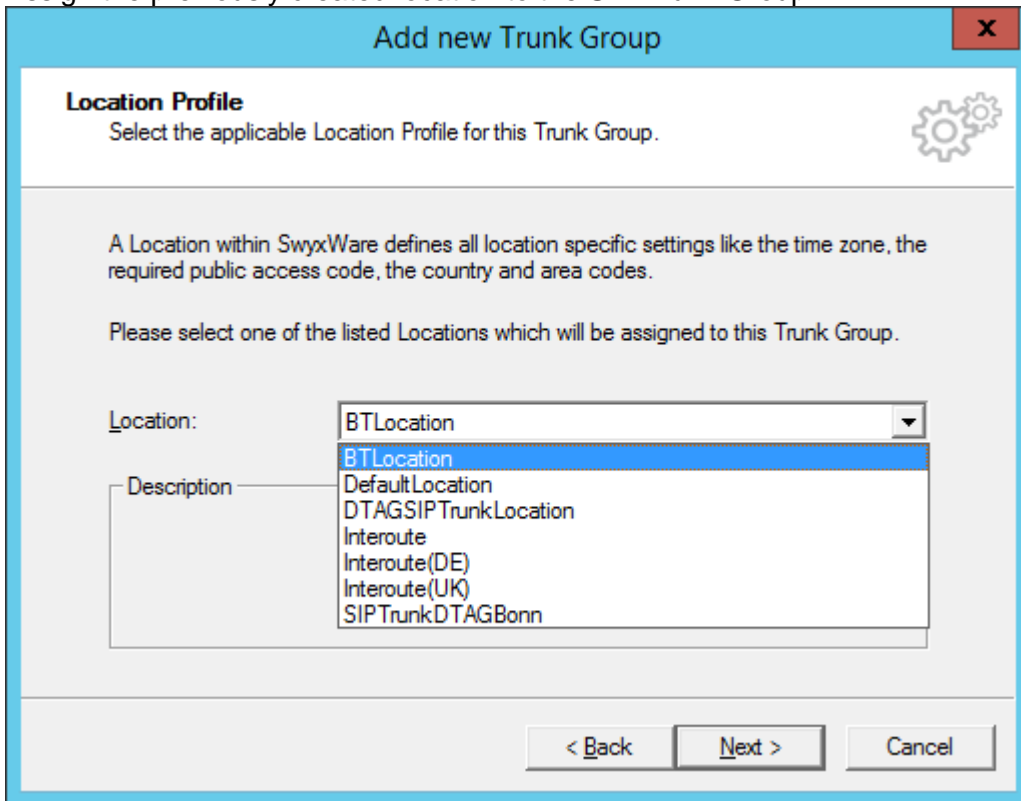 Add new Trunk Group
x
Location Profile
Select the applicable Location Profile for this Trunk Group.
A Location within SwyxWare defines all location specific settings like the time zone, the
required public access code, the country and area codes.
Please select one of the listed Locations which will be assigned to this Trunk Group.
Location:
BTLocation
BTLocation
Description
DefaultLocation
DTAGSIPTrunkLocation
Interoute
Interoute(DE)
Interoute(UK)
SIPTrunkDTAGBonn
< Back
Next >
Cancel